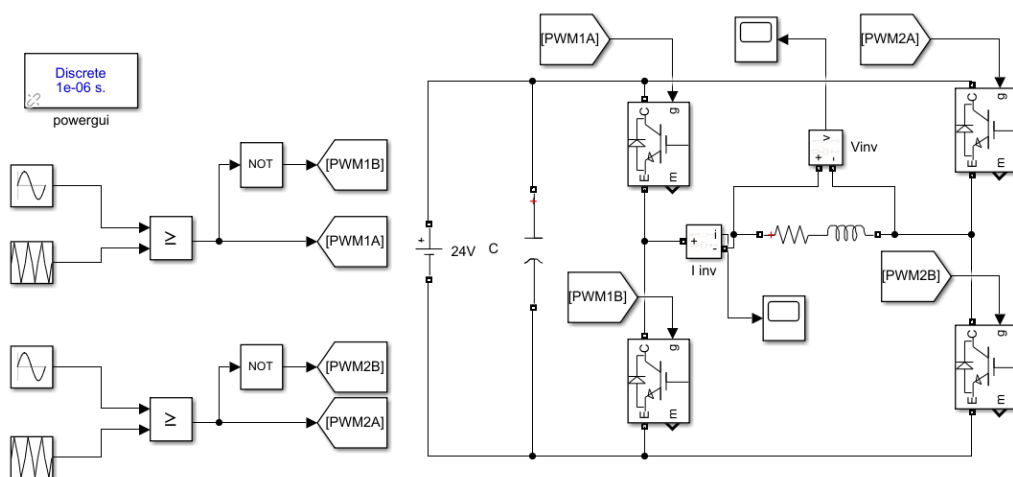 Discrete
1e-06 s.
powergui
NOT
[PWM1B]
≥
[PWM1A]
NOT
[PWM2B]
≥
[PWM2A]
[PWM1A]
[PWM2A]
C
g
E
m
C
g
E
m
v
+
-
Vinv
+
24V
C
+
+
i
-
I inv
+
[PWM1B]
[PWM2B]
C
g
E
m
C
g
E
m